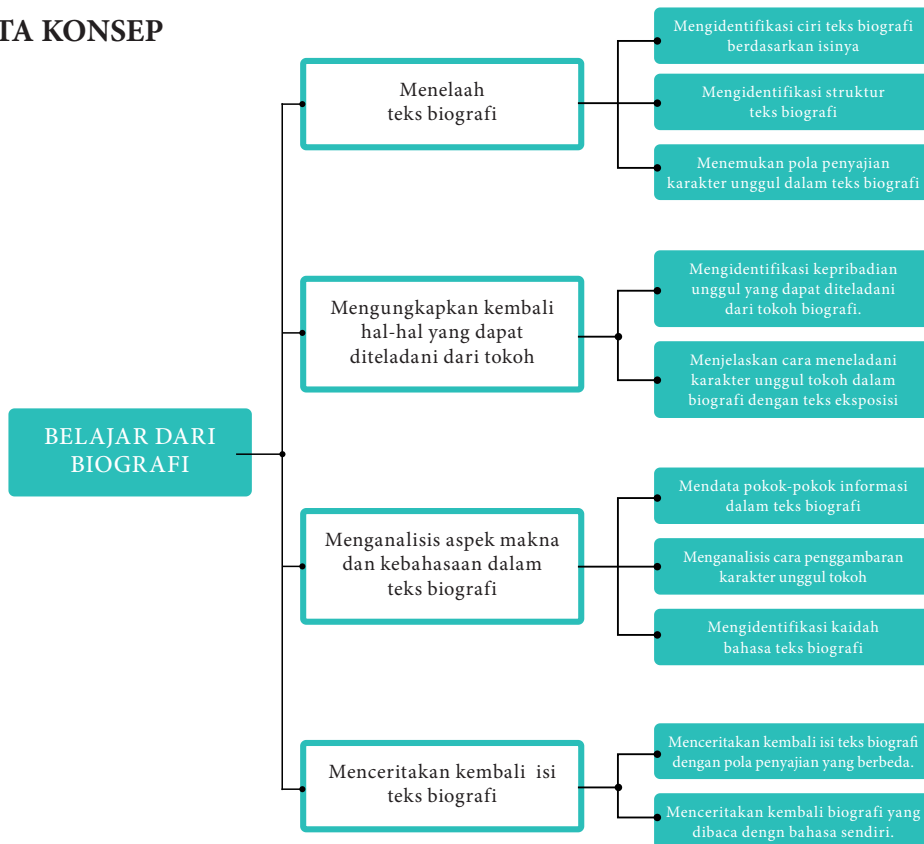 TA KONSEP
Menelaah
teks biografi
Mengidentifikasi ciri teks biografi
berdasarkan isinya
Mengidentifikasi struktur
teks biografi
Menemukan pola penyajian
karakter unggul dalam teks biografi
Mengungkapkan kembali
hal-hal yang dapat
diteladani dari tokoh
Mengidentifikasi kepribadian
unggul yang dapat diteladani
dari tokoh biografi.
Menjelaskan cara meneladani
karakter unggul tokoh dalam
biografi dengan teks eksposisi
BELAJAR DARI
BIOGRAFI
Menganalisis aspek makna
dan kebahasaan dalam
teks biografi
Mendata pokok-pokok informasi
dalam teks biografi
Menganalisis cara penggambaran
karakter unggul tokoh
Mengidentifikasi kaidah
bahasa teks biografi
Menceritakan kembali isi
teks biografi
Menceritakan kembali isi teks biografi
dengan pola penyajian yang berbeda.
Menceritakan kembali biografi yang
dibaca dengn bahasa sendiri.